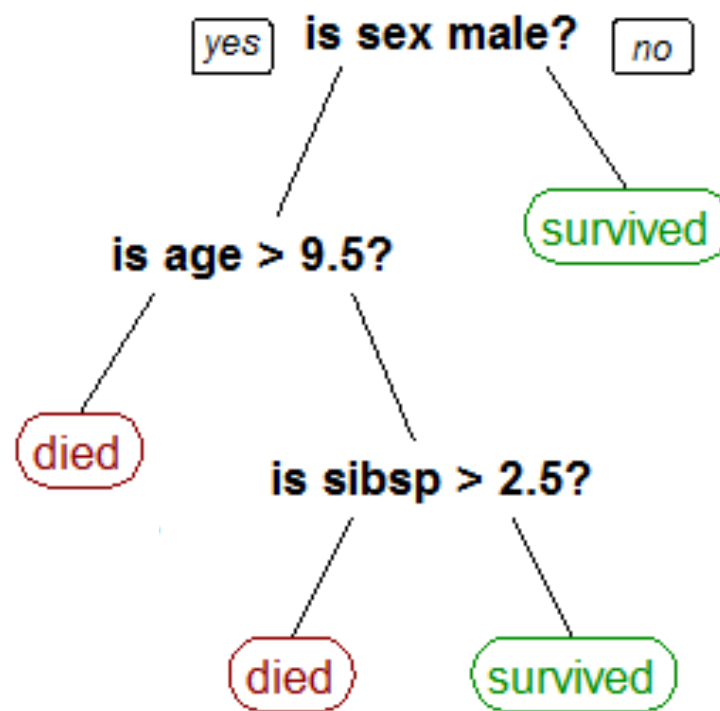 yes is sex male? no
survived
is age > 9.5?
died
is sibsp > 2.5?
died survived